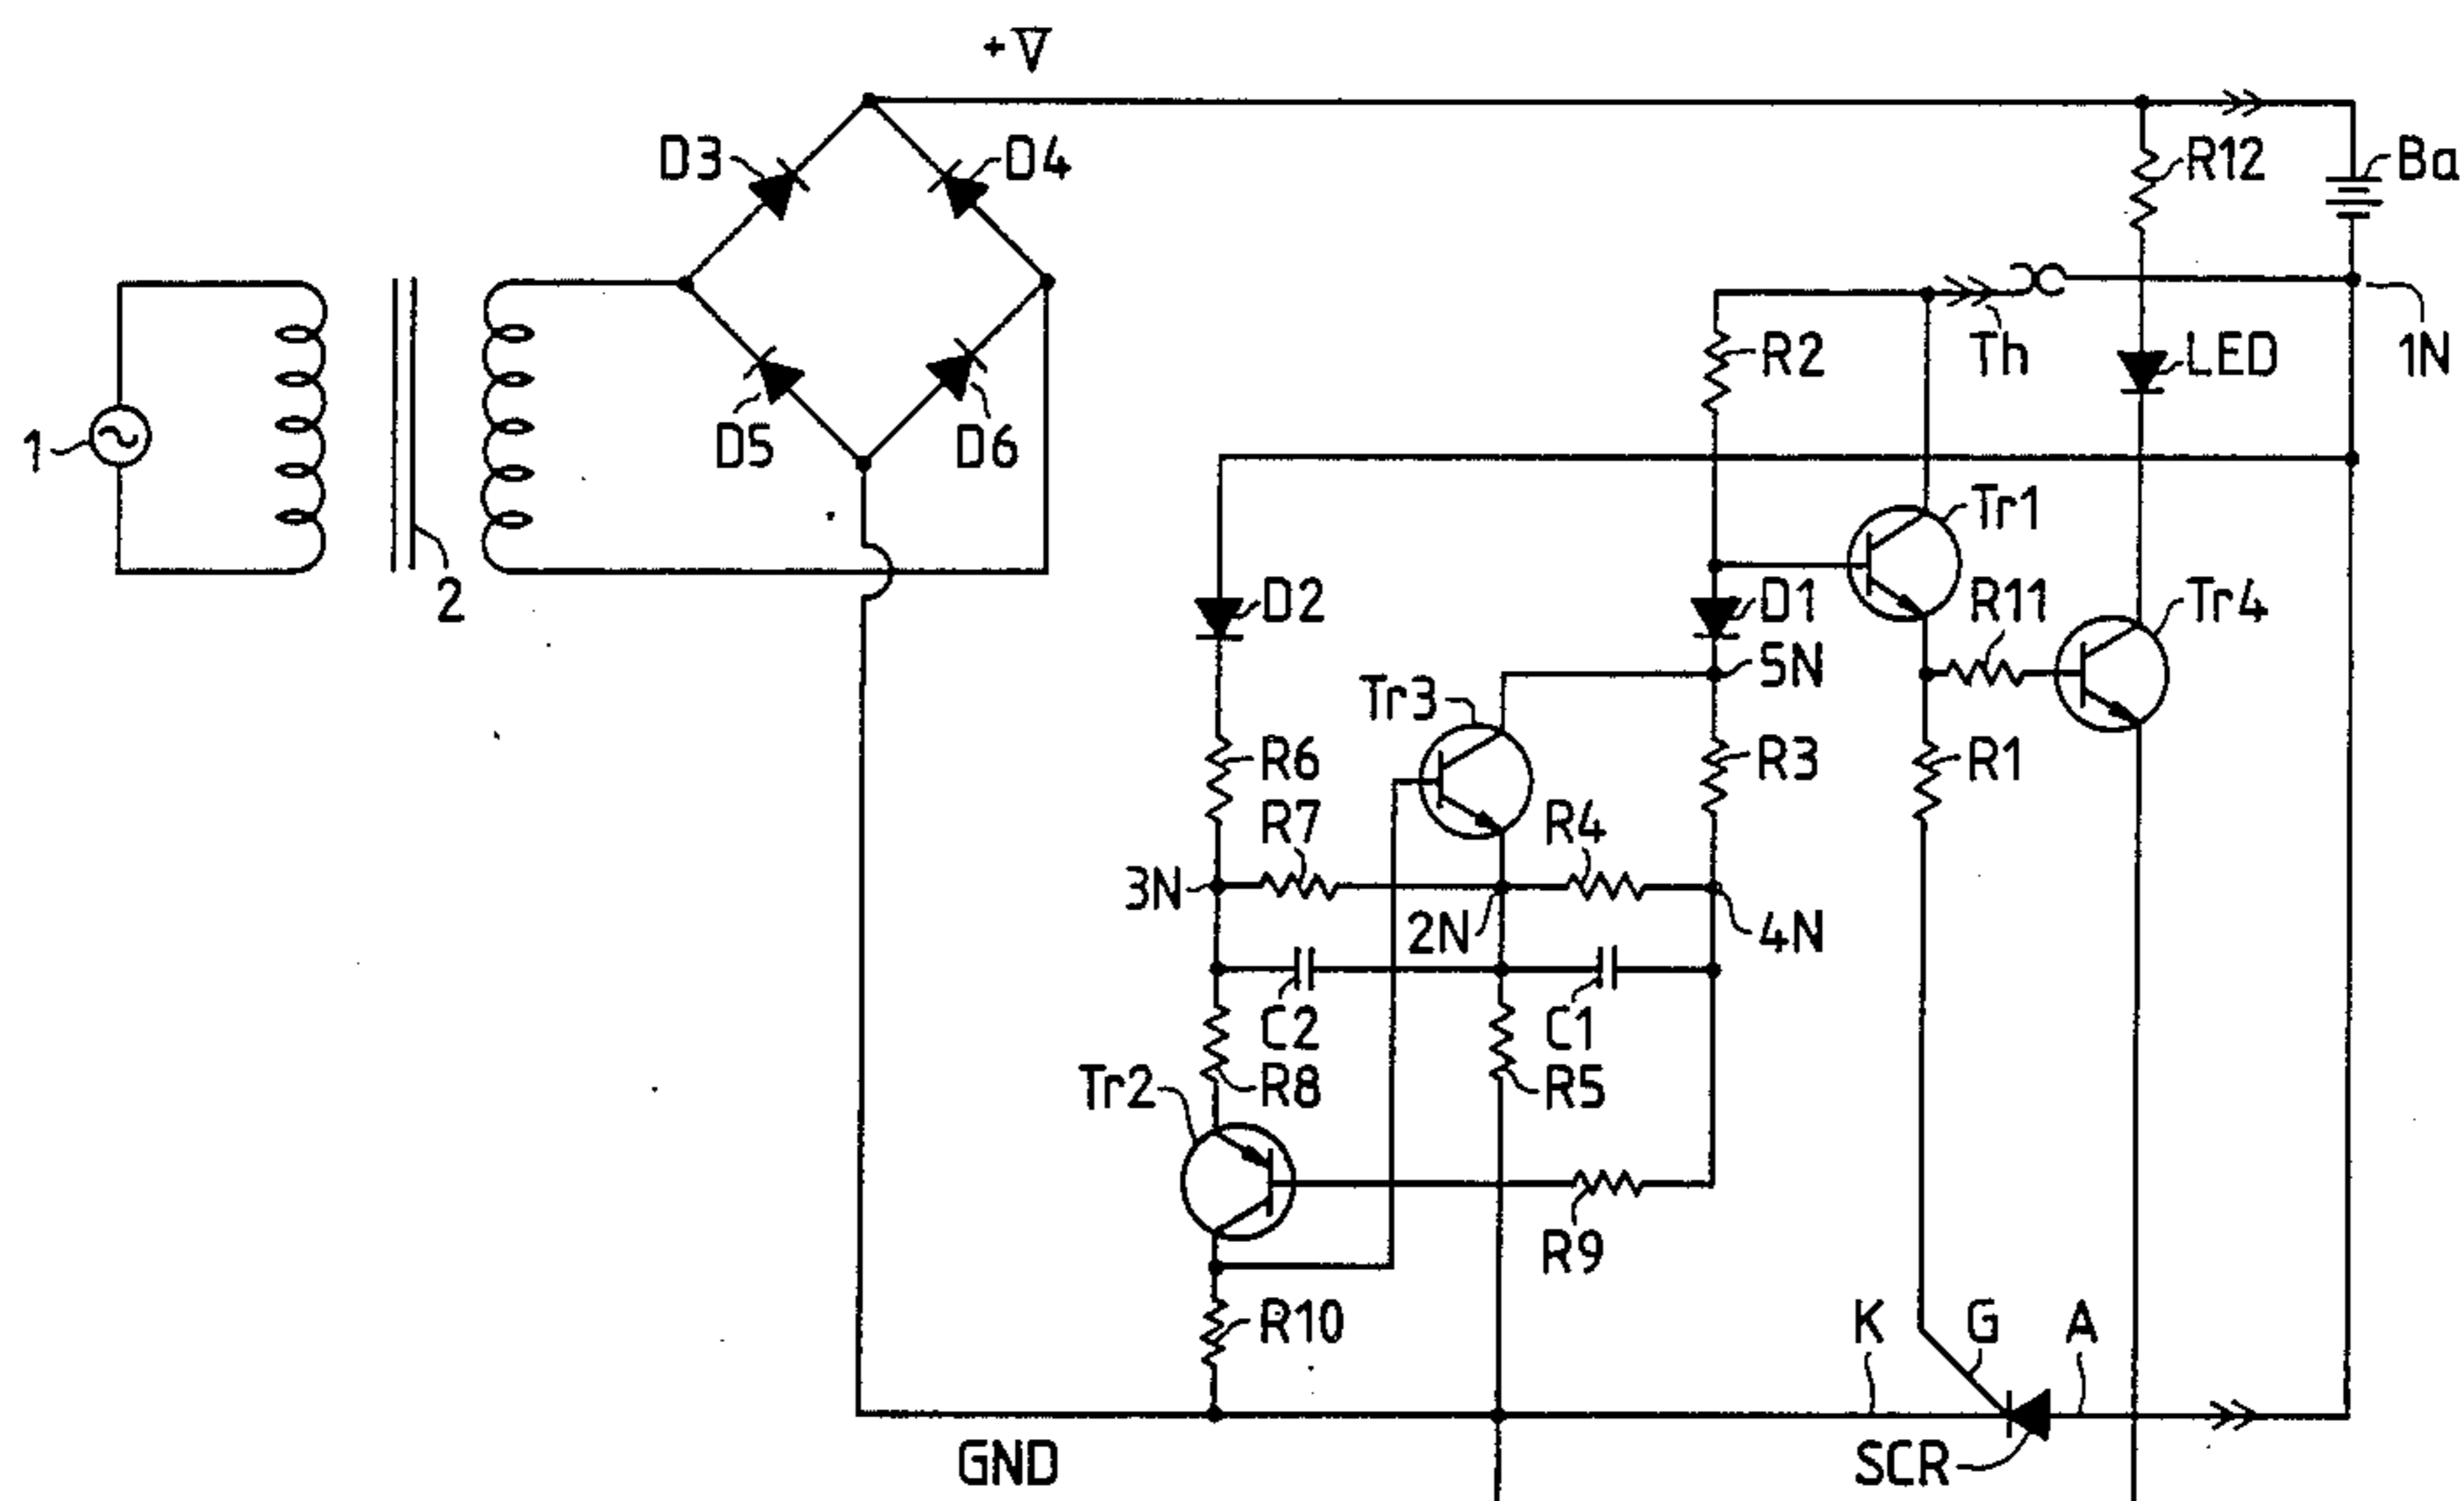 +V
D3
D4
R12
Ba
1
2
D5
D6
R2
Th
LED
1N
Tr1
D2
D1
R11
Tr4
5N
Tr3
R6
R3
R1
R7
R4
3N
2N
4N
C2
C1
Tr2
R8
R5
R9
R10
K
G
A
GND
SCR